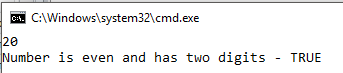 C:\Windows\system32\cmd.exe
20
Number is even and has two digits - TRUE